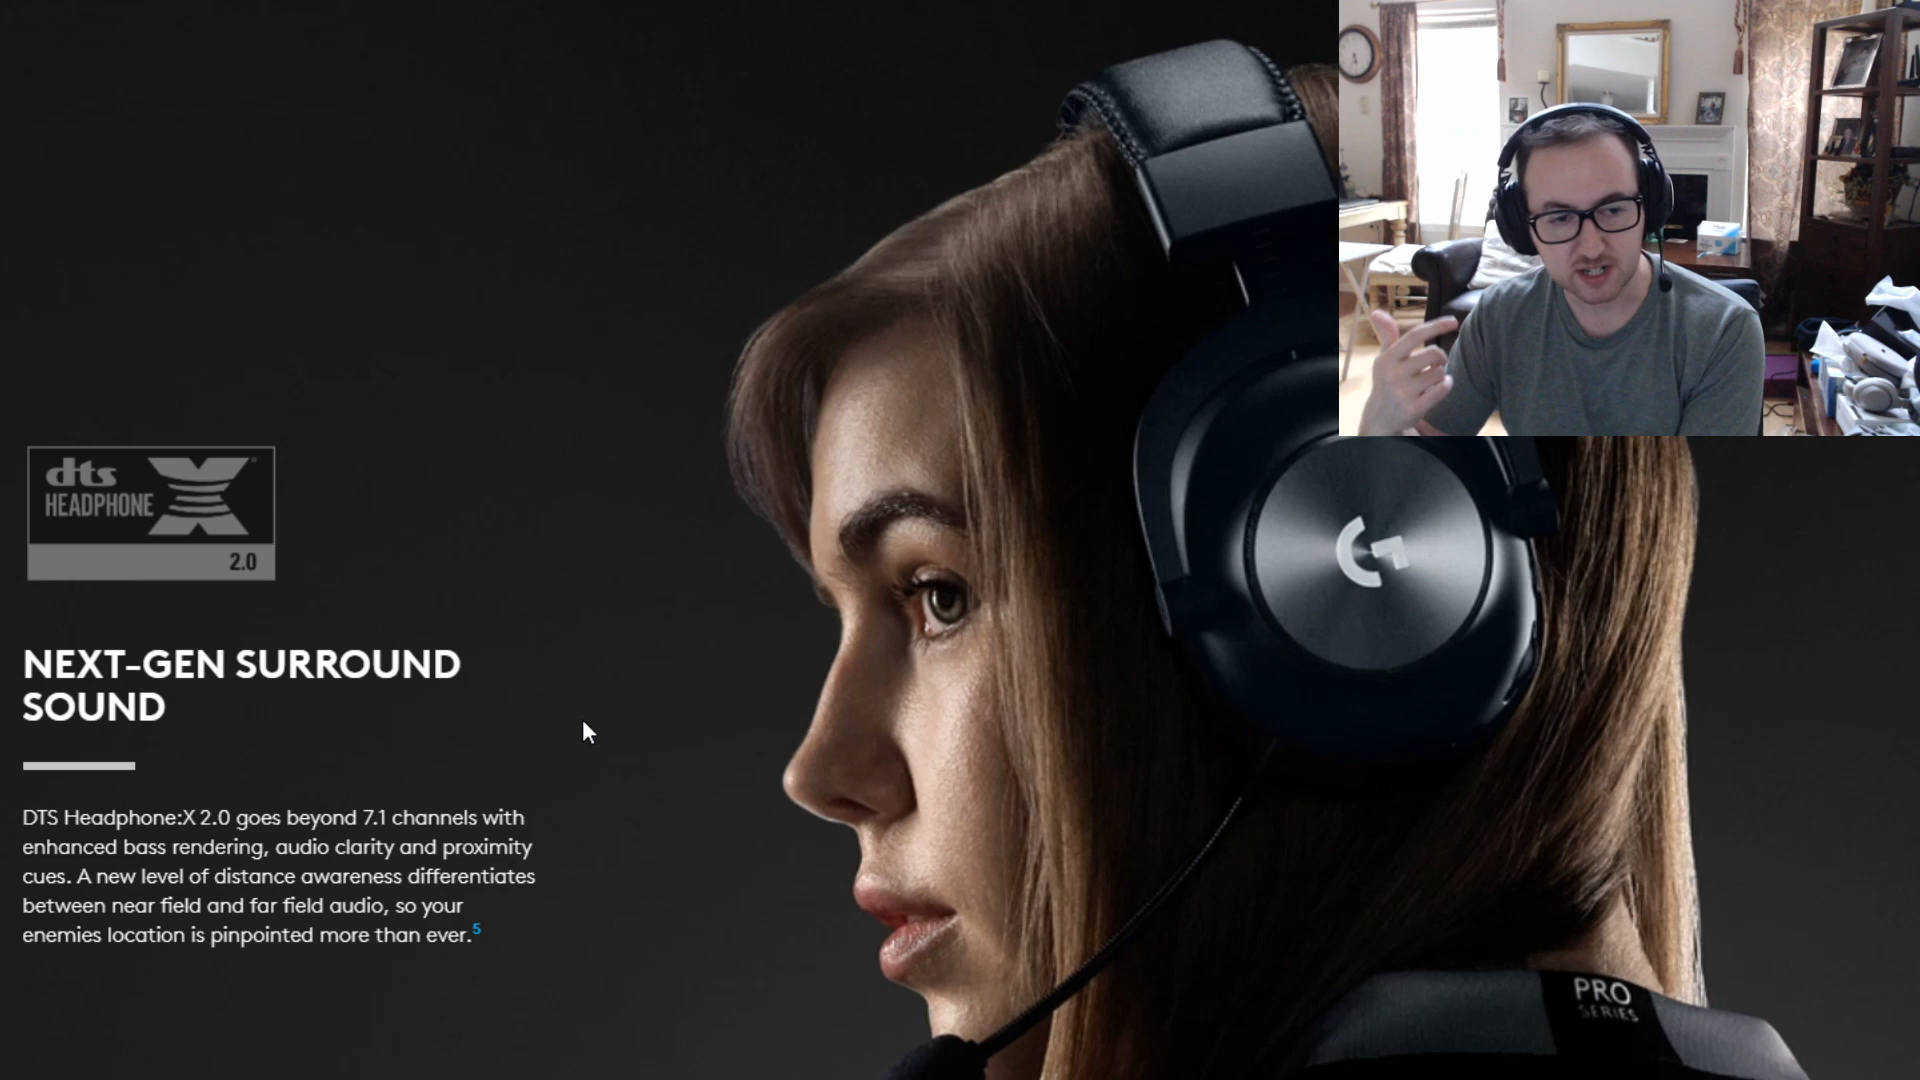 dts
HEADPHONE X
2.0
NEXT-GEN SURROUND
SOUND
DTS Headphone:X 2.0 goes beyond 7.1 channels with
enhanced bass rendering, audio clarity and proximity
cues. A new level of distance awareness differentiates
between near field and far field audio, so your
enemies location is pinpointed more than ever.5
G
PRO
SERIES